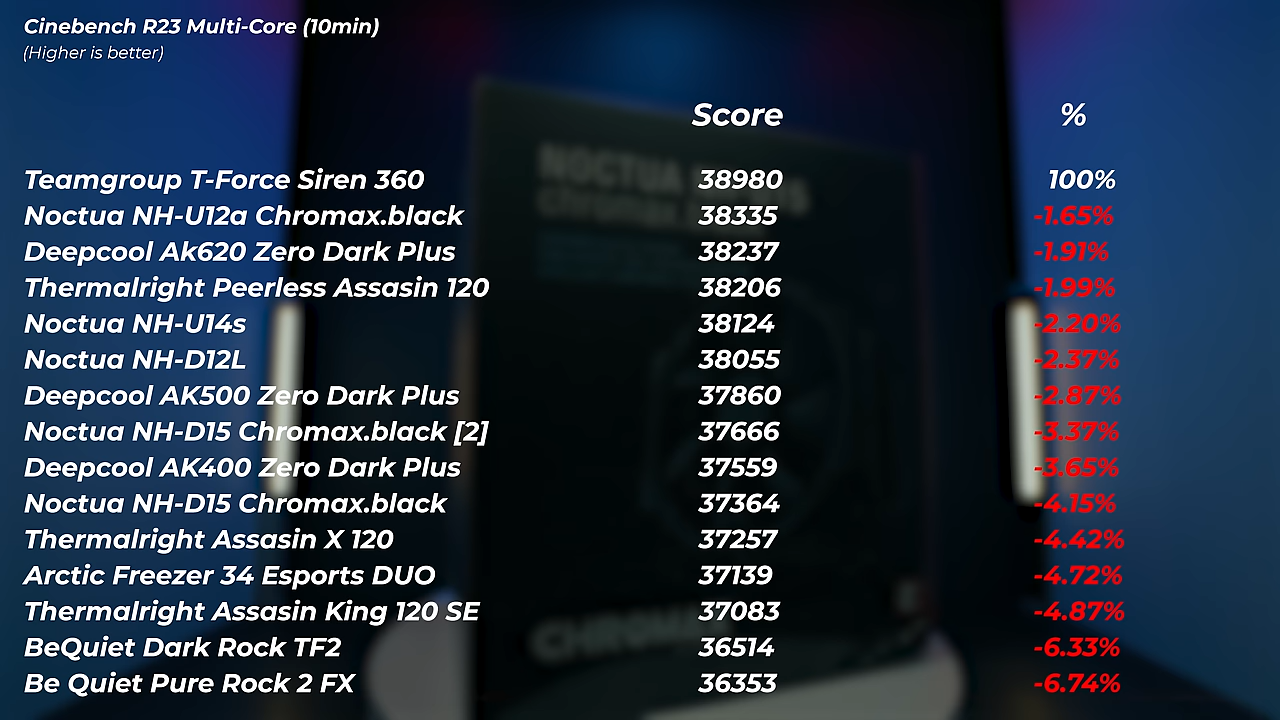 Cinebench R23 Multi-Core (10min)
(Higher is better)
Score %
Teamgroup T-Force Siren 360 38980 100%
Noctua NH-U12a Chromax.black 38335 -1.65%
Deepcool Ak620 Zero Dark Plus 38237 -1.91%
Thermalright Peerless Assasin 120 38206 -1.99%
Noctua NH-U14s 38124 -2.20%
Noctua NH-D12L 38055 -2.37%
Deepcool AK500 Zero Dark Plus 37860 -2.87%
Noctua NH-D15 Chromax.black [2] 37666 -3.37%
Deepcool AK400 Zero Dark Plus 37559 -3.65%
Noctua NH-D15 Chromax.black 37364 -4.15%
Thermalright Assasin X 120 37257 -4.42%
Arctic Freezer 34 Esports DUO 37139 -4.72%
Thermalright Assasin King 120 SE 37083 -4.87%
BeQuiet Dark Rock TF2 36514 -6.33%
Be Quiet Pure Rock 2 FX 36353 -6.74%
NOCTUA